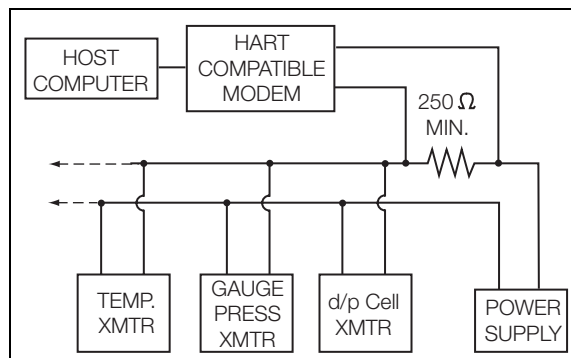 HOST
COMPUTER
HART
COMPATIBLE
MODEM
250 Ω
MIN.
TEMP.
XMTR
GAUGE
PRESS
XMTR
d/p Cell
XMTR
POWER
SUPPLY